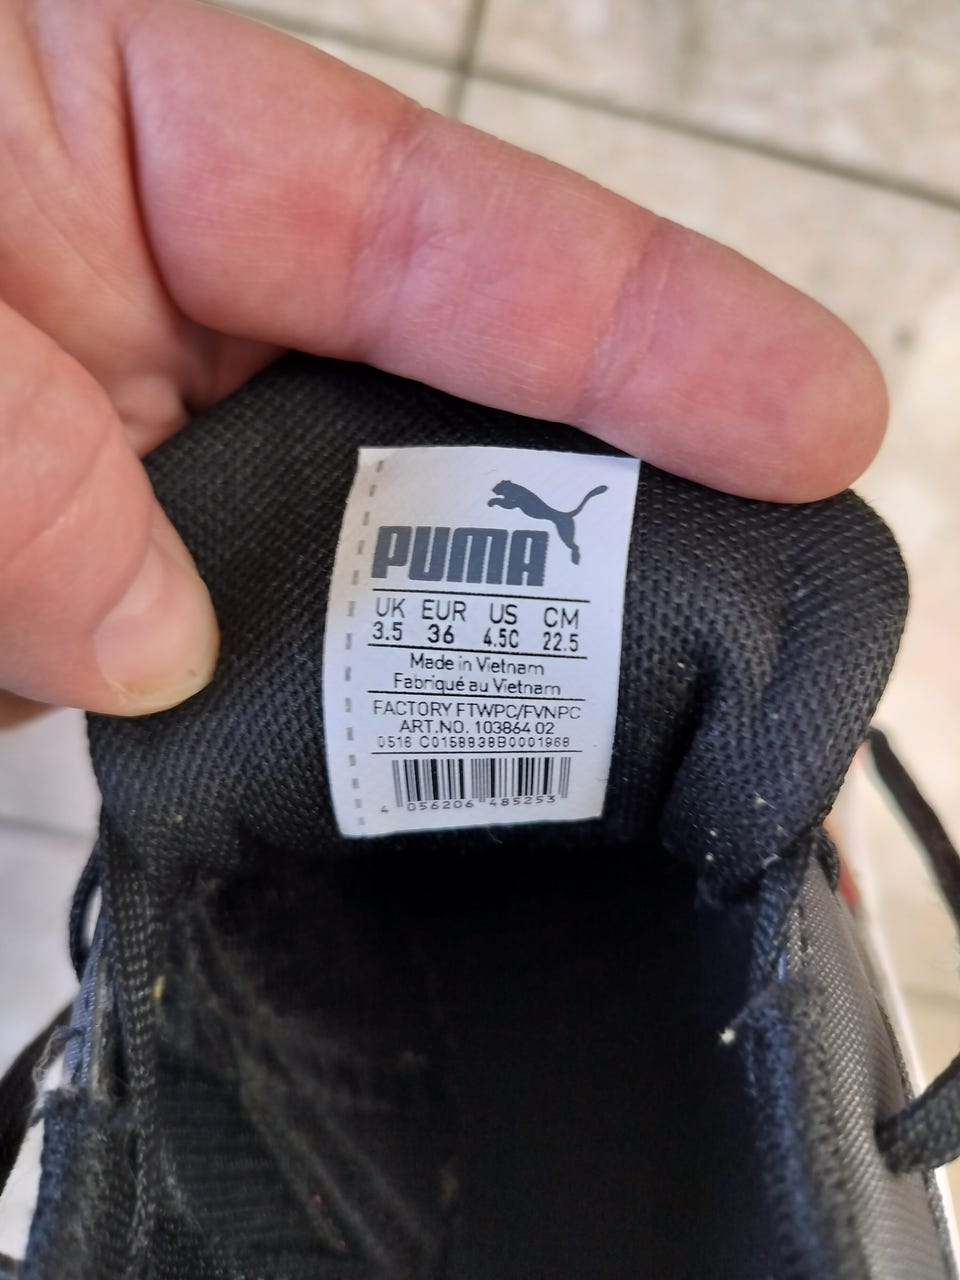 PUMA
UK EUR US CM
3.5 36 4.5C 22.5
Made in Vietnam
Fabriqué au Vietnam
FACTORY FTWPC/FVNPC
ART.NO. 103864 02
0516 C0158838B0001968
4 056206 485253